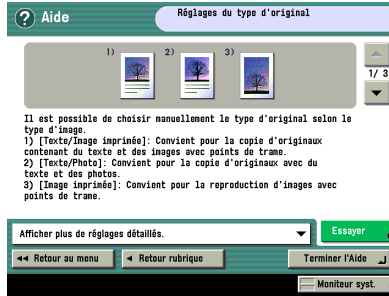 ? Aide
Réglages du type d'original
1) 2) 3)
1/ 3
Il est possible de choisir manuellement le type d'original selon le
type d'image.
1) [Texte/Image imprimée]: Convient pour la copie d'originaux
contenant du texte et des images avec points de trame.
2) [Texte/Photo]: Convient pour la copie d'originaux avec du
texte et des photos.
3) [Image imprimée]: Convient pour la reproduction d'images avec
points de trame.
Afficher plus de réglages détaillés.
Essayer
Retour au menu
Retour rubrique
Terminer l'Aide
Moniteur syst.